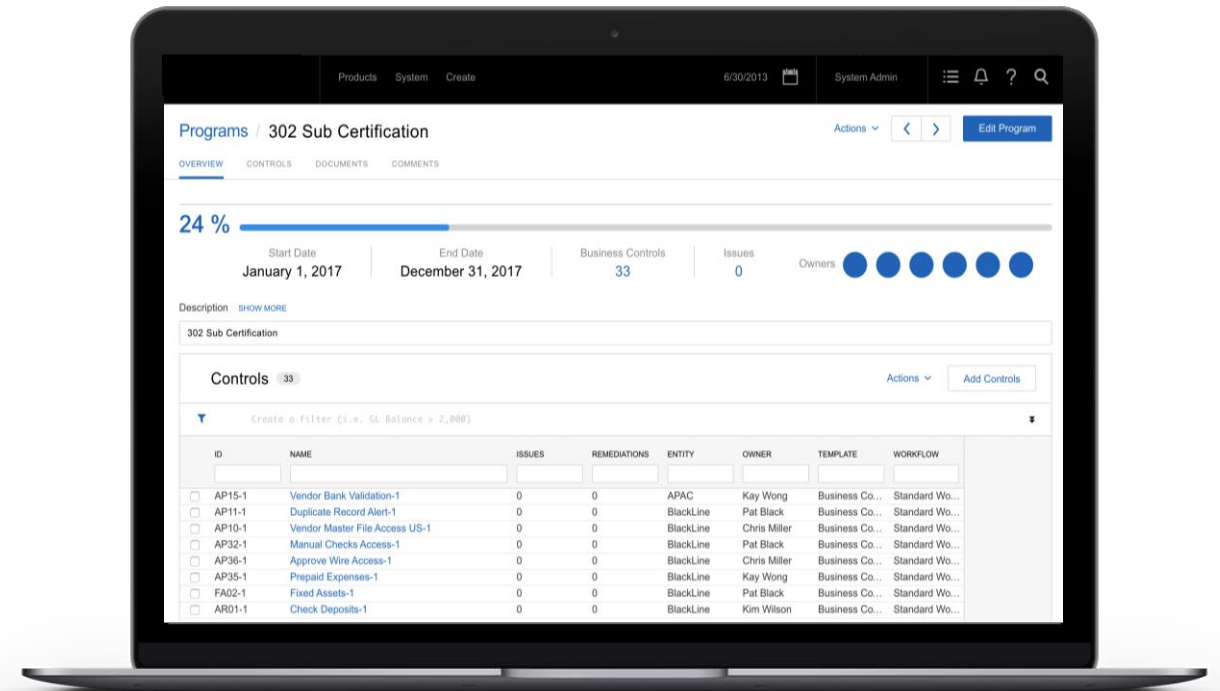 Products System Create 6/30/2013 System Admin ?
Programs / 302 Sub Certification Actions Edit Program
OVERVIEW CONTROLS DOCUMENTS COMMENTS
24 %
Start Date End Date Business Controls Issues Owners
January 1, 2017 December 31, 2017 33 0
Description SHOW MORE
302 Sub Certification
Controls 33 Actions Add Controls
Create a filter (i.e. GL Balance > 2,000)
ID NAME ISSUES REMEDIATIONS ENTITY OWNER TEMPLATE WORKFLOW
AP15-1 Vendor Bank Validation-1 0 0 APAC Kay Wong Business Co... Standard Wo...
AP11-1 Duplicate Record Alert-1 0 0 BlackLine Pat Black Business Co... Standard Wo...
AP10-1 Vendor Master File Access US-1 0 0 BlackLine Chris Miller Business Co... Standard Wo...
AP32-1 Manual Checks Access-1 0 0 BlackLine Pat Black Business Co... Standard Wo...
AP36-1 Approve Wire Access-1 0 0 BlackLine Chris Miller Business Co... Standard Wo...
AP35-1 Prepaid Expenses-1 0 0 BlackLine Kay Wong Business Co... Standard Wo...
FA02-1 Fixed Assets-1 0 0 BlackLine Pat Black Business Co... Standard Wo...
AR01-1 Check Deposits-1 0 0 BlackLine Kim Wilson Business Co... Standard Wo...